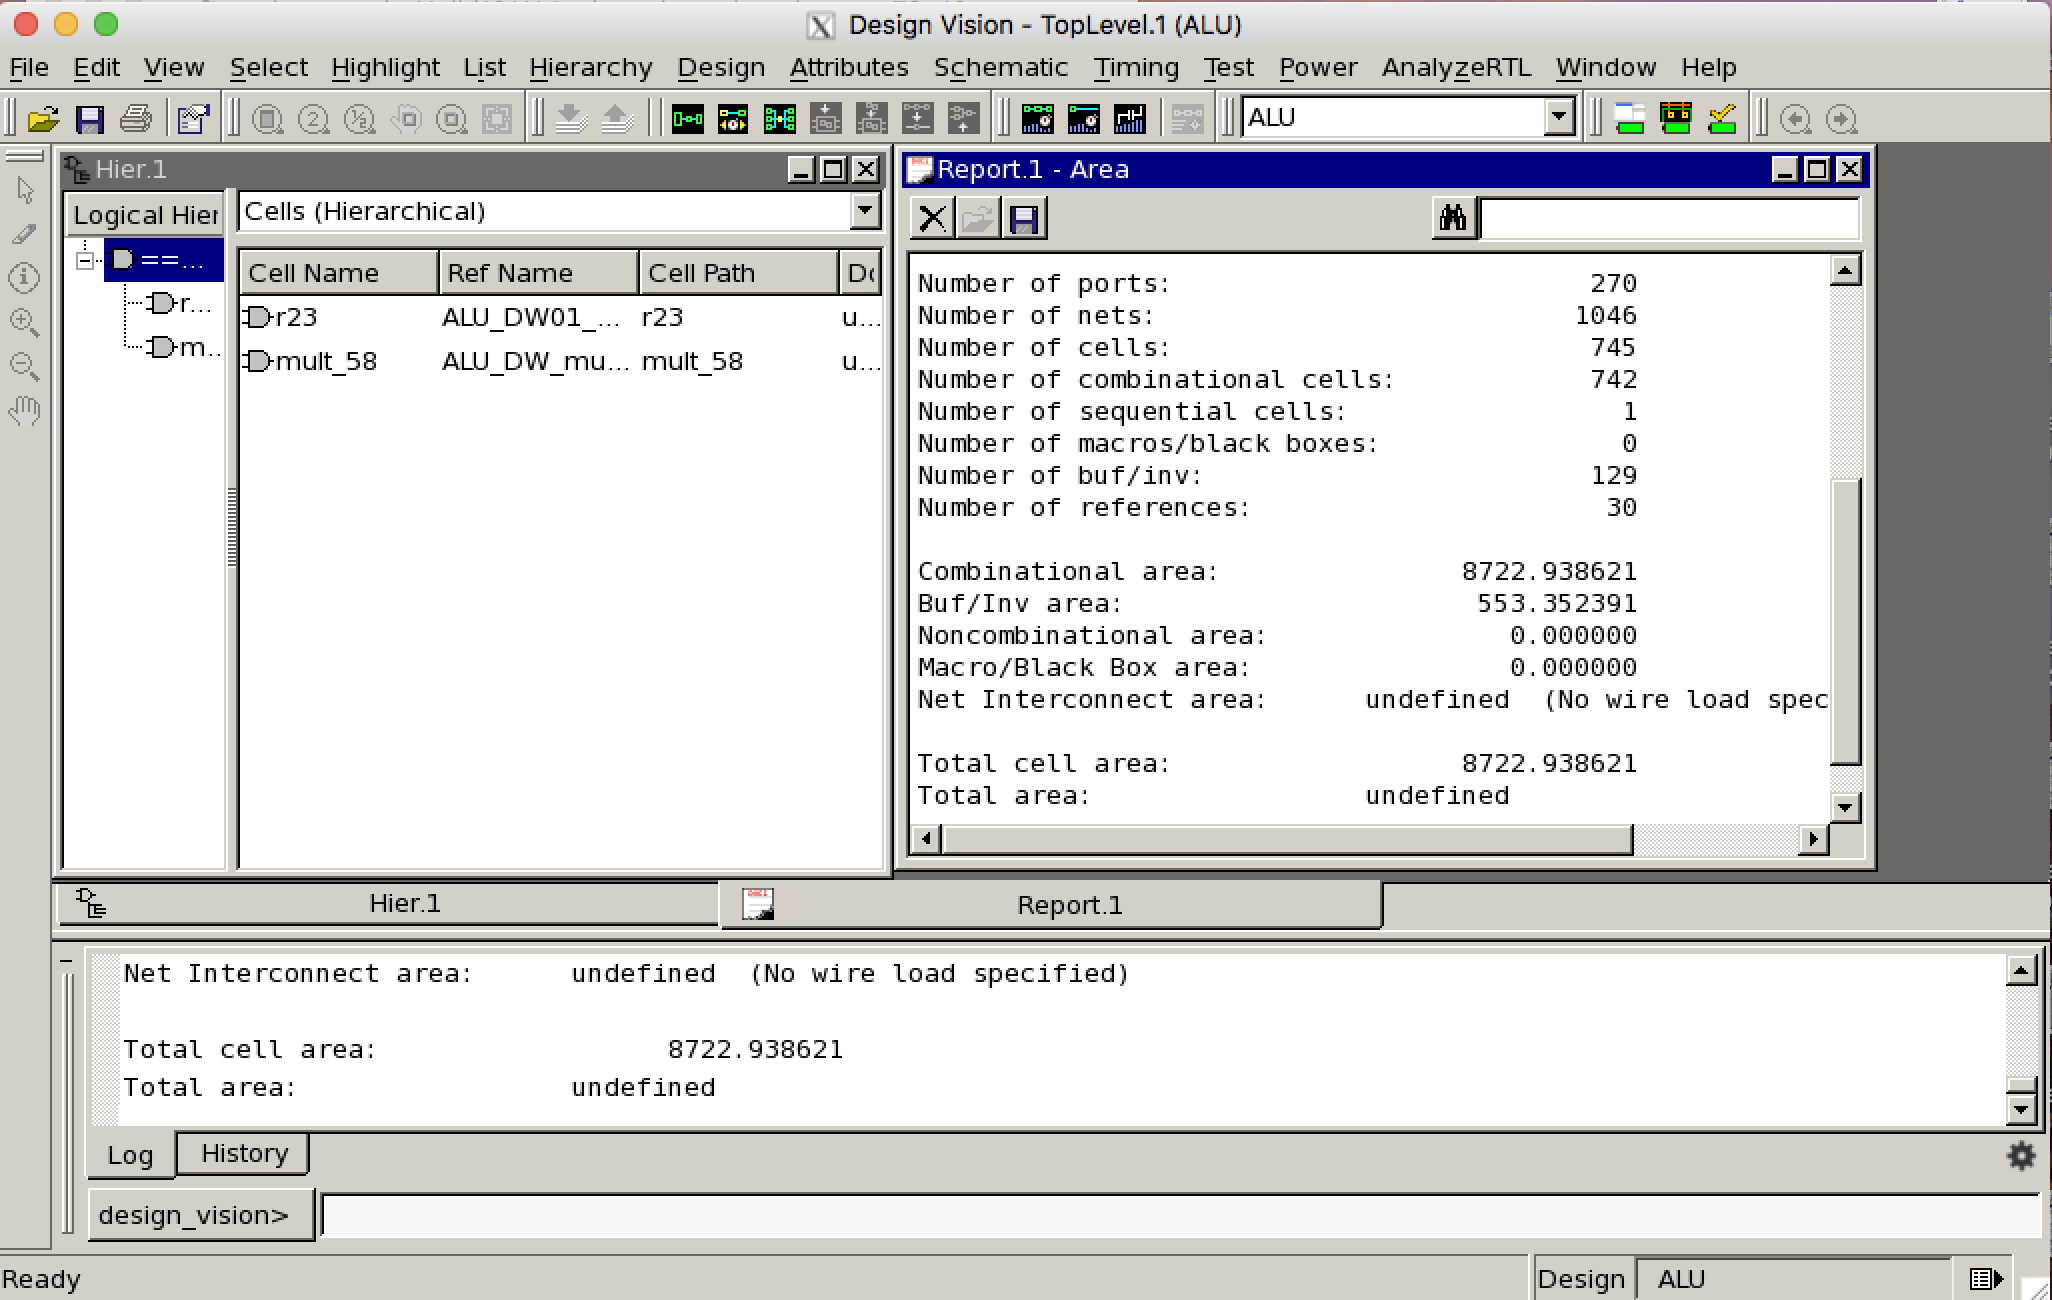 Design Vision - TopLevel.1 (ALU)
File Edit View Select Highlight List Hierarchy Design Attributes Schematic Timing Test Power AnalyzeRTL Window Help
ALU
Hier.1
Logical Hier
==...
r...
m..
Cells (Hierarchical)
Cell Name Ref Name Cell Path Do
r23 ALU_DW01_... r23 u...
mult_58 ALU_DW_mu... mult_58 u...
Report.1 - Area
Number of ports: 270
Number of nets: 1046
Number of cells: 745
Number of combinational cells: 742
Number of sequential cells: 1
Number of macros/black boxes: 0
Number of buf/inv: 129
Number of references: 30
Combinational area: 8722.938621
Buf/Inv area: 553.352391
Noncombinational area: 0.000000
Macro/Black Box area: 0.000000
Net Interconnect area: undefined (No wire load spec
Total cell area: 8722.938621
Total area: undefined
Hier.1 Report.1
Net Interconnect area: undefined (No wire load specified)
Total cell area: 8722.938621
Total area: undefined
Log History
design_vision>
Ready Design ALU